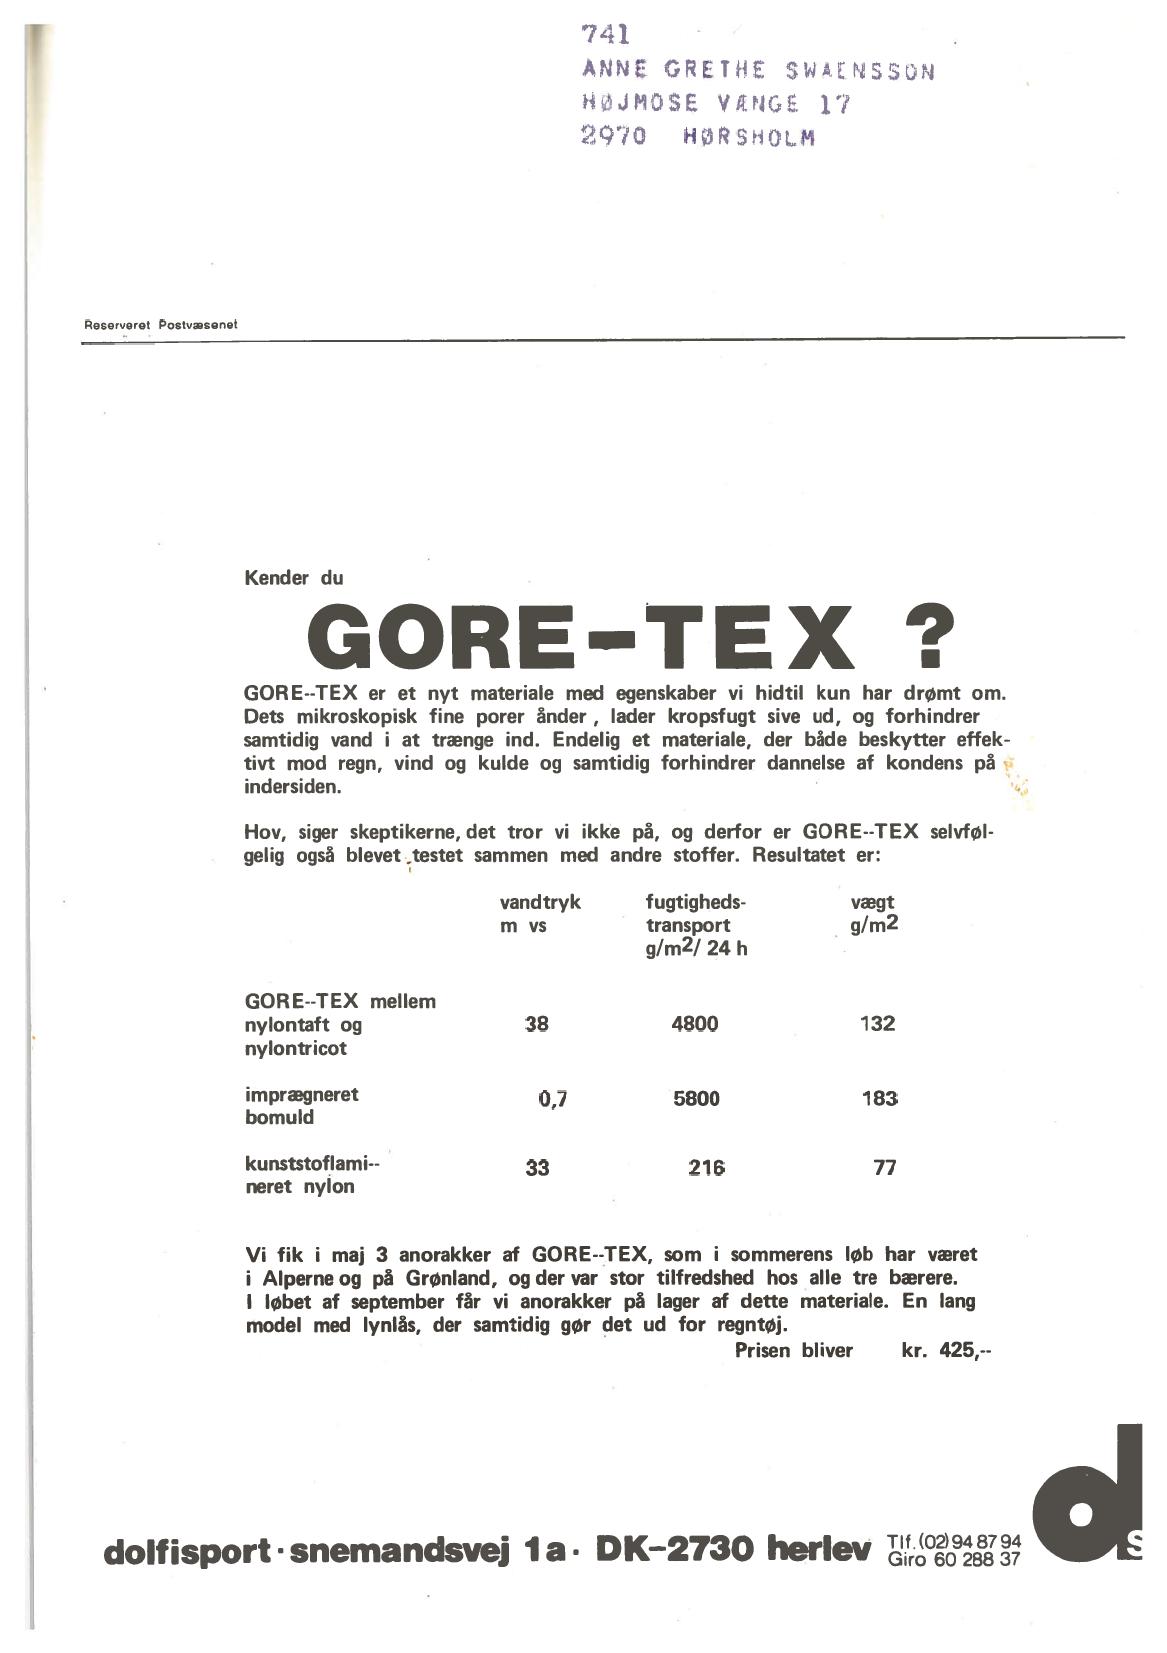 741
ANNE GRETHE SWAENSSON
HØJMOSE VÆNGE 17
2970 HØRSHOLM
Reserveret Postvæsenet
Kender du
GORE-TEX ?
GORE--TEX er et nyt materiale med egenskaber vi hidtil kun har drømt om.
Dets mikroskopisk fine porer ånder , lader kropsfugt sive ud, og forhindrer
samtidig vand i at trænge ind. Endelig et materiale, der både beskytter effek-
tivt mod regn, vind og kulde og samtidig forhindrer dannelse af kondens på
indersiden.
Hov, siger skeptikerne, det tror vi ikke på, og derfor er GORE--TEX selvføl-
gelig også blevet testet sammen med andre stoffer. Resultatet er:
vandtryk fugtigheds- vægt
m vs transport g/m2
g/m2/ 24 h
GORE--TEX mellem
nylontaft og 38 4800 132
nylontricot
imprægneret 0,7 5800 183
bomuld
kunststoflami-- 33 216 77
neret nylon
Vi fik i maj 3 anorakker af GORE--TEX, som i sommerens løb har været
i Alperne og på Grønland, og der var stor tilfredshed hos alle tre bærere.
I løbet af september får vi anorakker på lager af dette materiale. En lang
model med lynlås, der samtidig gør det ud for regntøj.
Prisen bliver kr. 425,--
ds
dolfisport · snemandsvej 1a · DK-2730 herlev Tlf. (02) 94 87 94
Giro 60 288 37